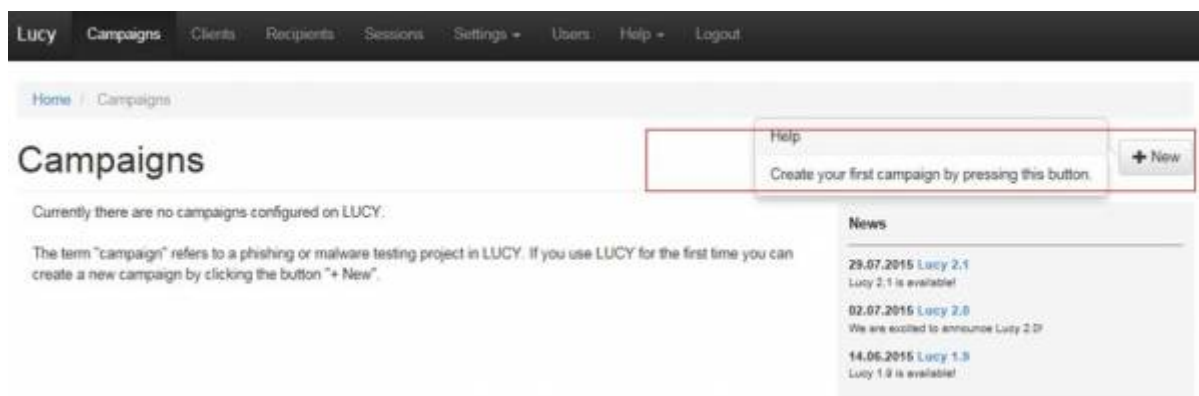 Lucy Campaigns Clients Recipients Sessions Settings Users Help Logout
Home / Campaigns
Help
+ New
Campaigns
Create your first campaign by pressing this button.
Currently there are no campaigns configured on LUCY.
The term "campaign" refers to a phishing or malware testing project in LUCY. If you use LUCY for the first time you can
create a new campaign by clicking the button "+ New".
News
29.07.2015 Lucy 2.1
Lucy 2.1 is available!
02.07.2015 Lucy 2.0
We are excited to announce Lucy 2.0!
14.06.2015 Lucy 1.9
Lucy 1.9 is available!